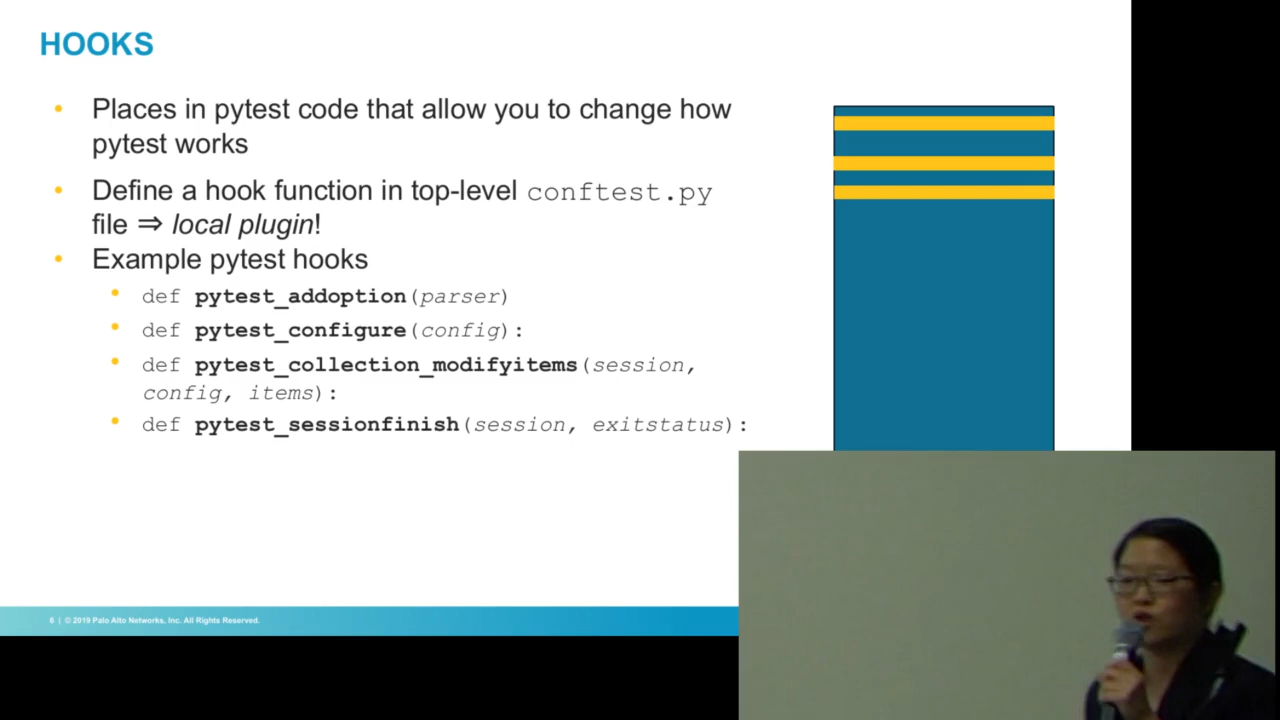 HOOKS
• Places in pytest code that allow you to change how
pytest works
• Define a hook function in top-level conftest.py
file ⇒ local plugin!
• Example pytest hooks
• def pytest_addoption(parser)
• def pytest_configure(config):
• def pytest_collection_modifyitems(session,
config, items):
• def pytest_sessionfinish(session, exitstatus):
6 | © 2019 Palo Alto Networks, Inc. All Rights Reserved.